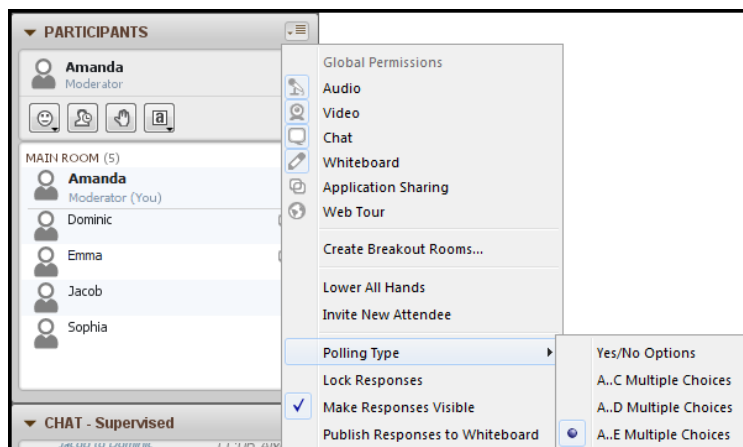 PARTICIPANTS
Amanda
Moderator
a
MAIN ROOM (5)
Amanda
Moderator (You)
Dominic
Emma
Jacob
Sophia
CHAT - Supervised
Global Permissions
Audio
Video
Chat
Whiteboard
Application Sharing
Web Tour
Create Breakout Rooms...
Lower All Hands
Invite New Attendee
Polling Type
Lock Responses
Make Responses Visible
Publish Responses to Whiteboard
Yes/No Options
A..C Multiple Choices
A..D Multiple Choices
A..E Multiple Choices